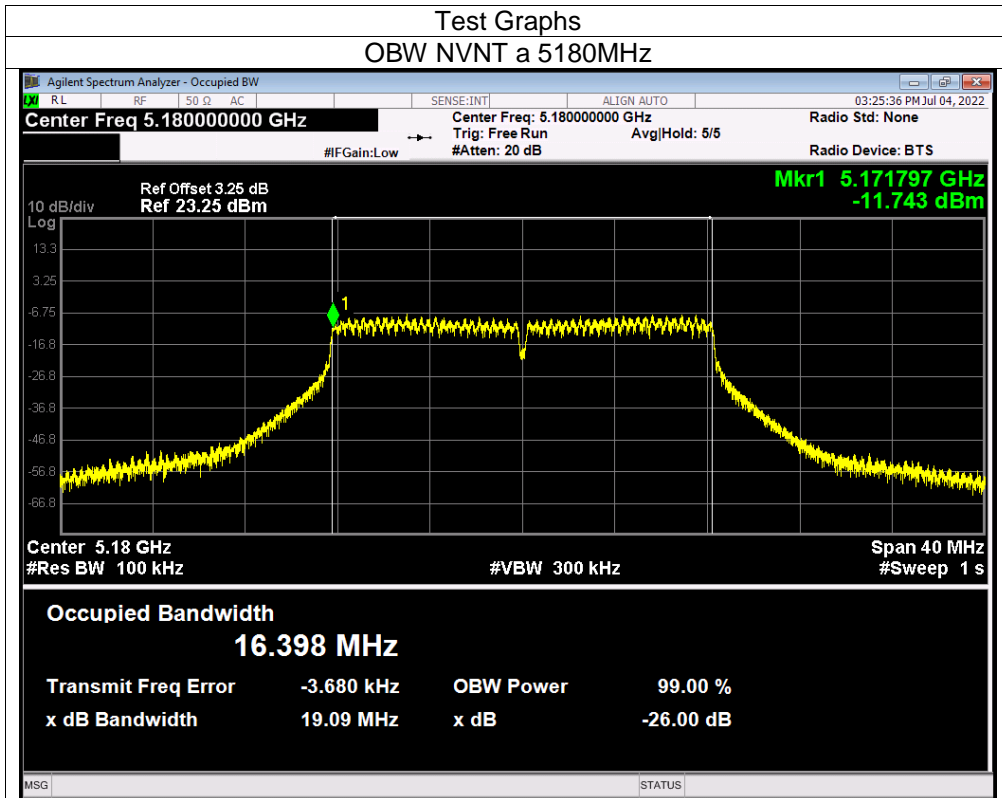 Test Graphs
OBW NVNT a 5180MHz
Agilent Spectrum Analyzer - Occupied BW
LXI RL RF 50 Ω AC SENSE:INT ALIGN AUTO 03:25:36 PM Jul 04, 2022
Center Freq 5.180000000 GHz Center Freq: 5.180000000 GHz Radio Std: None
Trig: Free Run Avg|Hold: 5/5
#IFGain:Low #Atten: 20 dB Radio Device: BTS
Mkr1 5.171797 GHz
-11.743 dBm
Ref Offset 3.25 dB
10 dB/div Ref 23.25 dBm
Log
13.3
3.25
1
-6.75
-16.8
-26.8
-36.8
-46.8
-56.8
-66.8
Center 5.18 GHz Span 40 MHz
#Res BW 100 kHz #VBW 300 kHz #Sweep 1 s
Occupied Bandwidth
16.398 MHz
Transmit Freq Error -3.680 kHz OBW Power 99.00 %
x dB Bandwidth 19.09 MHz x dB -26.00 dB
MSG STATUS